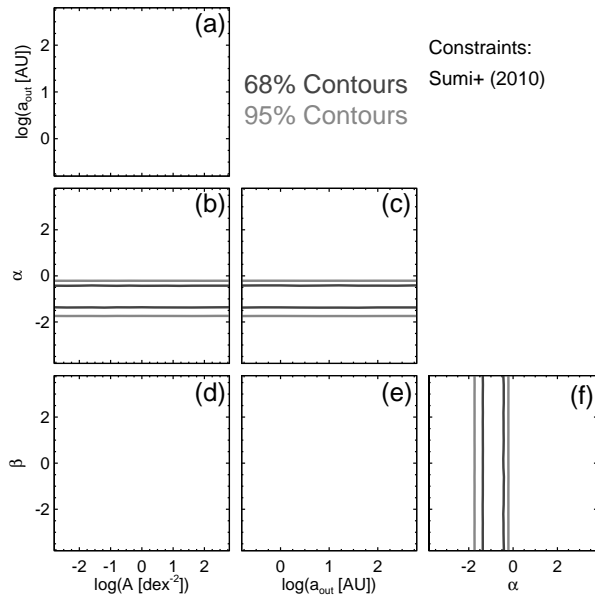 (a)
log(a_out [AU])
2
1
0
68% Contours
95% Contours
Constraints:
Sumi+ (2010)
(b)
α
2
0
-2
(c)
(d)
β
2
0
-2
-2
-1
0
1
2
log(A [dex⁻²])
(e)
0
1
2
log(a_out [AU])
(f)
-2
0
2
α